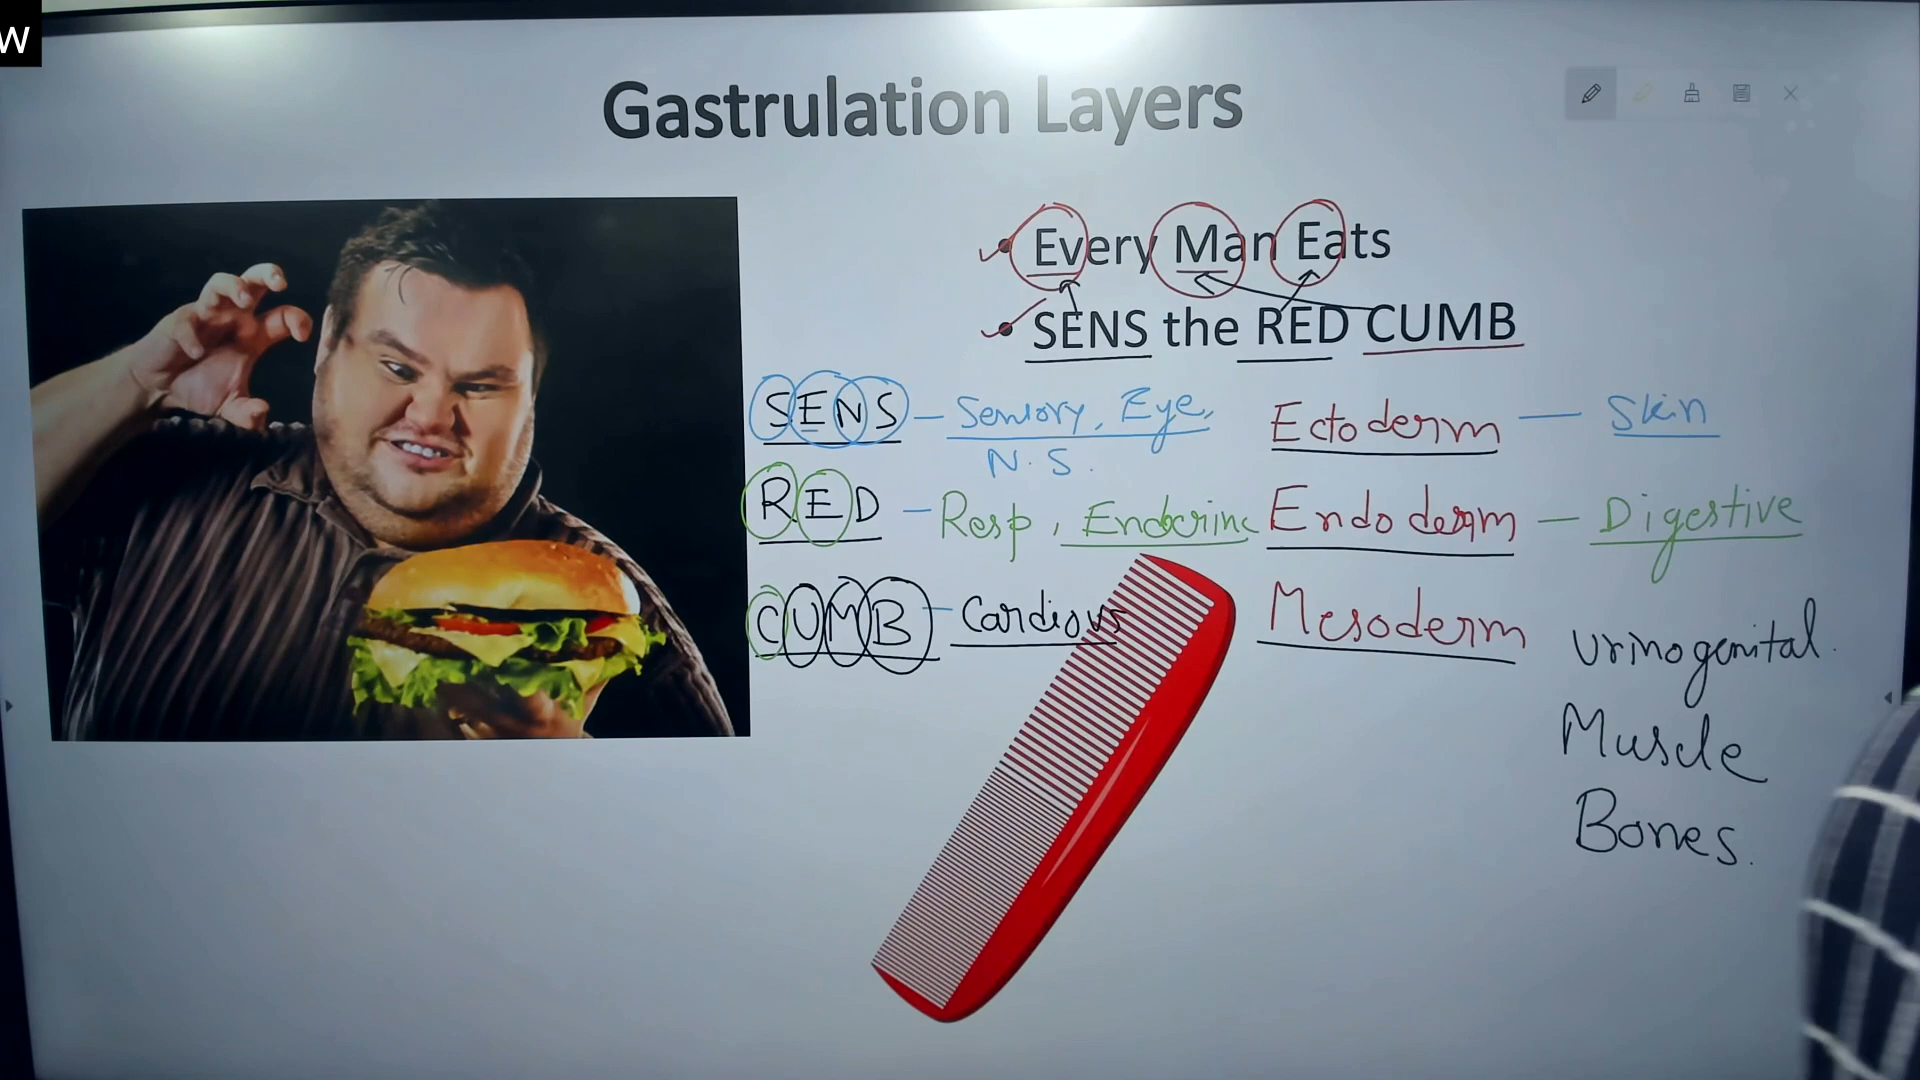 W
Gastrulation Layers
• Every Man Eats
• SENS the RED CUMB
SENS — Sensory, Eye, Ectoderm — Skin
N.S.
RED — Resp, Endocrine Endoderm — Digestive
CUMB — Cardiovs Mesoderm urinogenital.
Muscle
Bones.